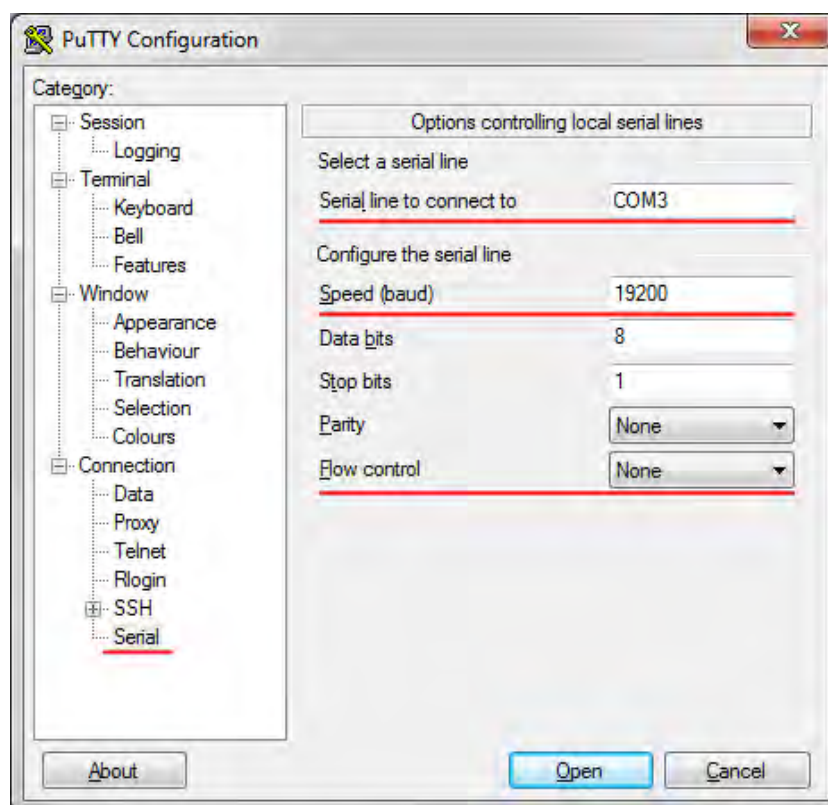 PuTTY Configuration
Category:
Session
Logging
Terminal
Keyboard
Bell
Features
Window
Appearance
Behaviour
Translation
Selection
Colours
Connection
Data
Proxy
Telnet
Rlogin
SSH
Serial
Options controlling local serial lines
Select a serial line
Serial line to connect to COM3
Configure the serial line
Speed (baud) 19200
Data bits 8
Stop bits 1
Parity None
Flow control None
About Open Cancel